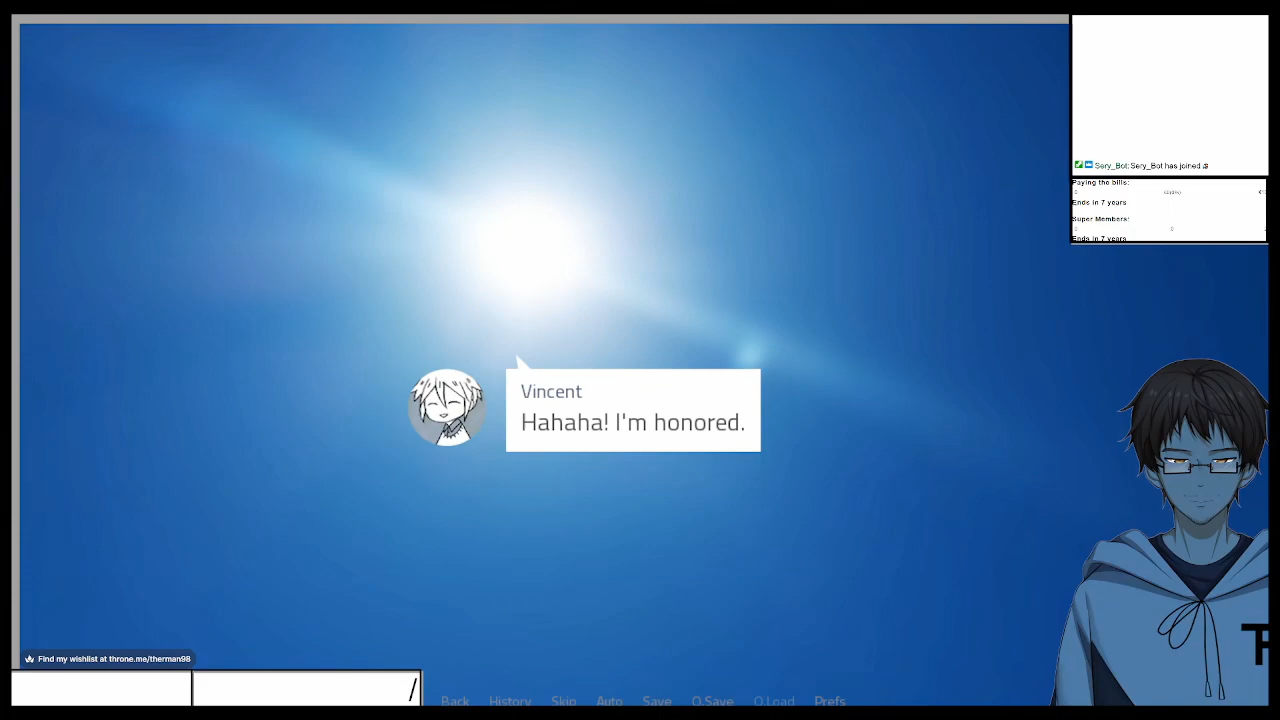 Sery_Bot: Sery_Bot has joined
Paying the bills:
Ends in 7 years
Super Members:
0
Ends in 7 years
Vincent
Hahaha! I'm honored.
Find my wishlist at throne.me/therman98
/
Back History Skip Auto Save Q.Save Q.Load Prefs